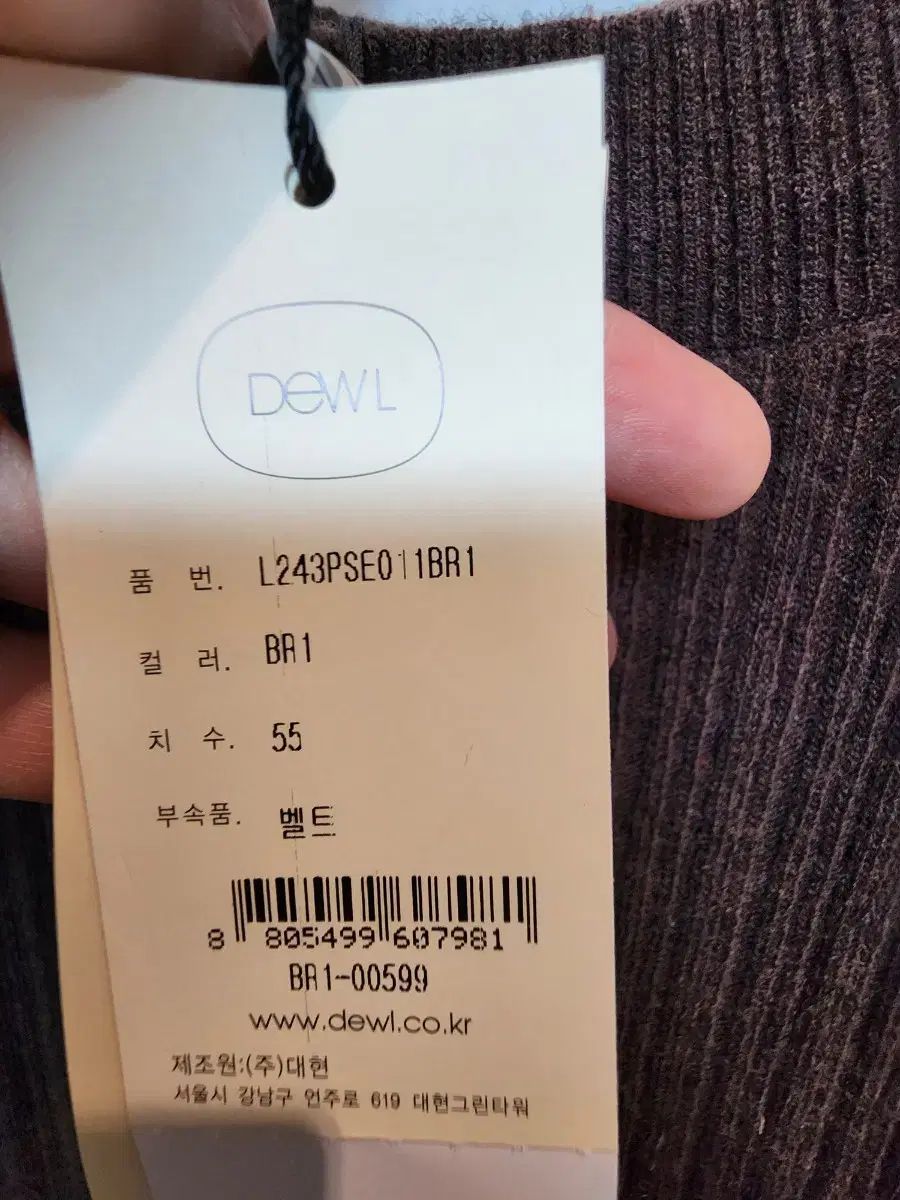 DeWL
품 번. L243PSE011BR1
컬 러. BR1
치 수. 55
부속품. 벨트
8 805499 607981
BR1-00599
www.dewl.co.kr
제조원:(주)대현
서울시 강남구 언주로 619 대현그린타워